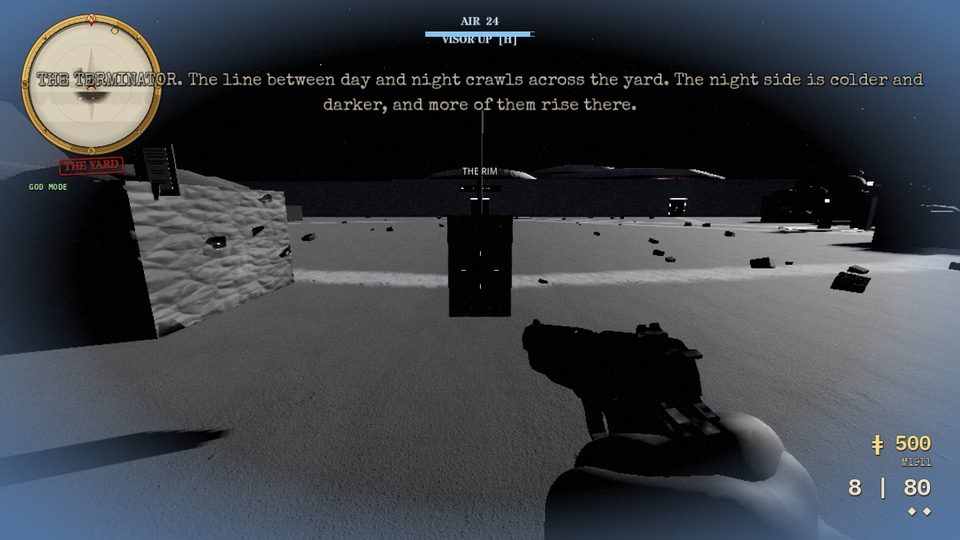 AIR 24
VISOR UP [H]
N
THE TERMINATOR. The line between day and night crawls across the yard. The night side is colder and
darker, and more of them rise there.
THE YARD
THE RIM
GOD MODE
500
M1911
8 | 80